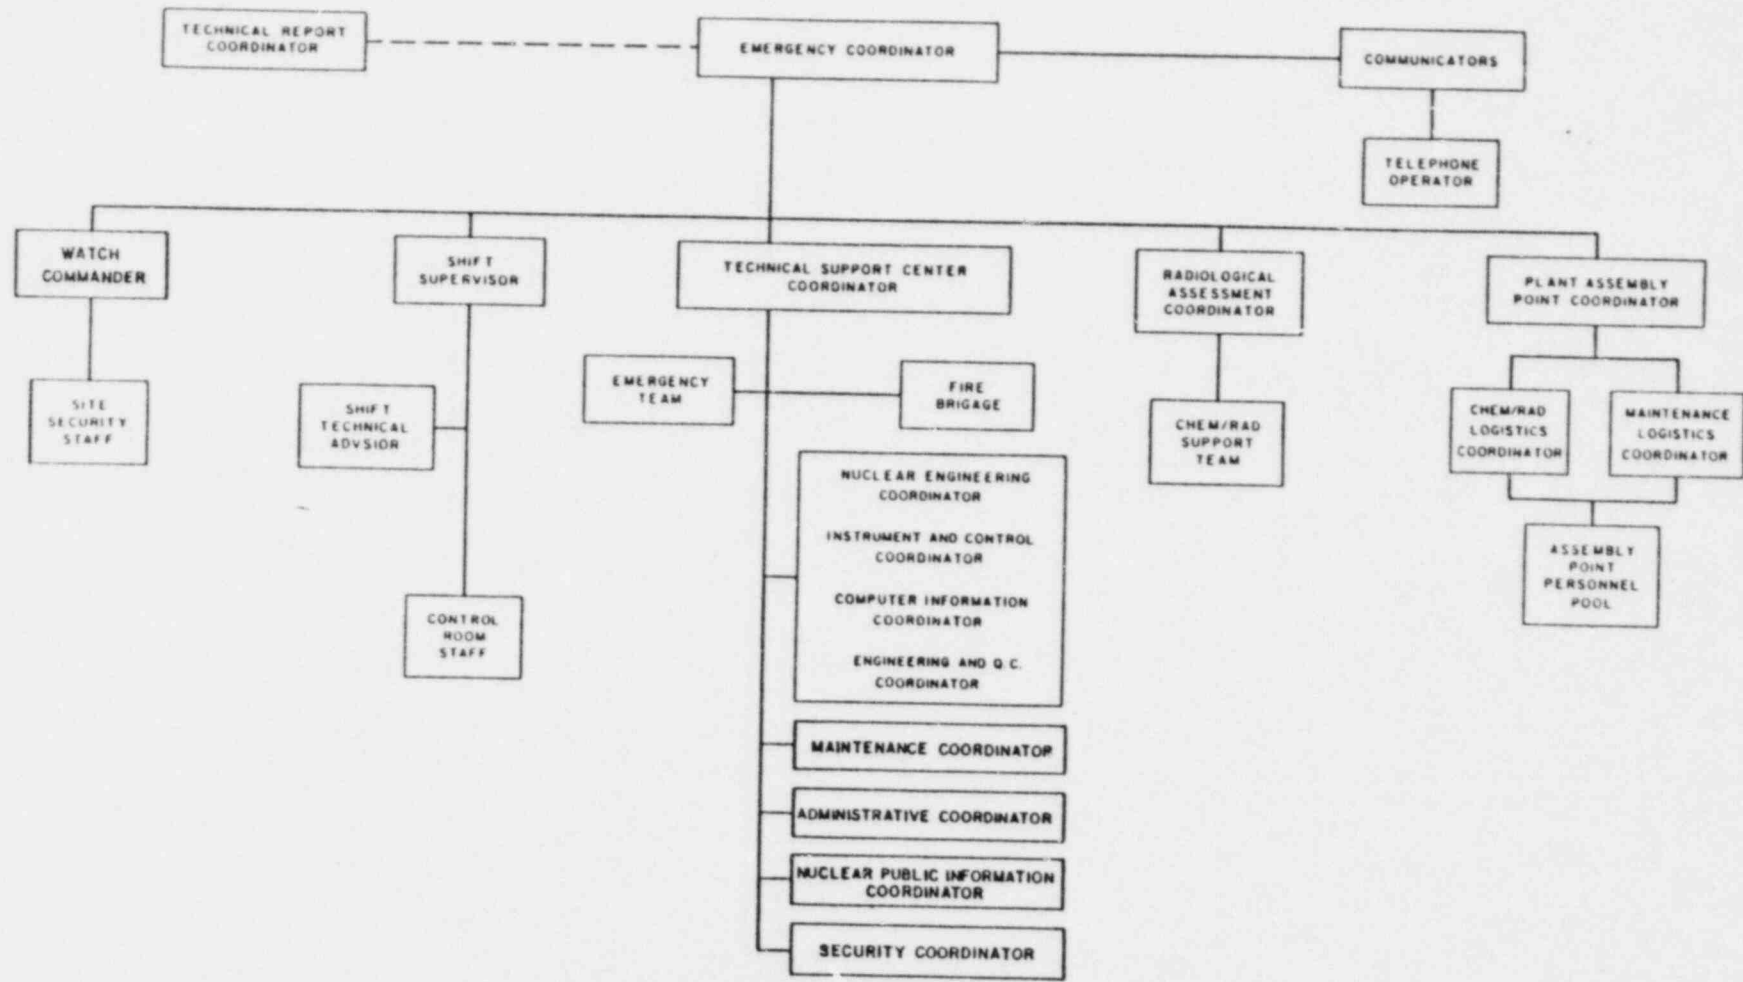 TECHNICAL REPORT
COORDINATOR
EMERGENCY COORDINATOR
COMMUNICATORS
TELEPHONE
OPERATOR
WATCH
COMMANDER
SHIFT
SUPERVISOR
TECHNICAL SUPPORT CENTER
COORDINATOR
RADIOLOGICAL
ASSESSMENT
COORDINATOR
PLANT ASSEMBLY
POINT COORDINATOR
SITE
SECURITY
STAFF
SHIFT
TECHNICAL
ADVSIOR
EMERGENCY
TEAM
FIRE
BRIGAGE
CHEM/RAD
SUPPORT
TEAM
CHEM/RAD
LOGISTICS
COORDINATOR
MAINTENANCE
LOGISTICS
COORDINATOR
CONTROL
ROOM
STAFF
NUCLEAR ENGINEERING
COORDINATOR
INSTRUMENT AND CONTROL
COORDINATOR
COMPUTER INFORMATION
COORDINATOR
ENGINEERING AND Q.C.
COORDINATOR
ASSEMBLY
POINT
PERSONNEL
POOL
MAINTENANCE COORDINATOR
ADMINISTRATIVE COORDINATOR
NUCLEAR PUBLIC INFORMATION
COORDINATOR
SECURITY COORDINATOR